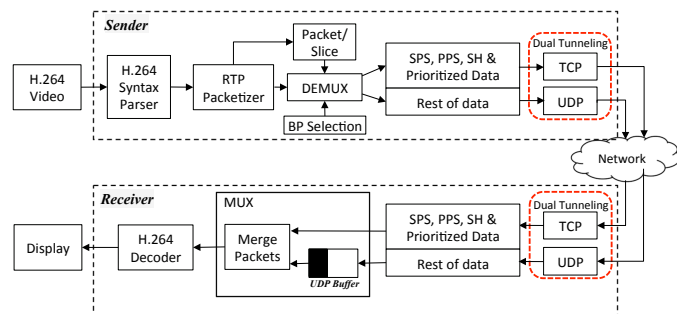 Sender
H.264
Video
H.264
Syntax
Parser
RTP
Packetizer
Packet/
Slice
DEMUX
BP Selection
SPS, PPS, SH &
Prioritized Data
Rest of data
Dual Tunneling
TCP
UDP
Network
Receiver
Display
H.264
Decoder
MUX
Merge
Packets
UDP Buffer
SPS, PPS, SH &
Prioritized Data
Rest of data
Dual Tunneling
TCP
UDP